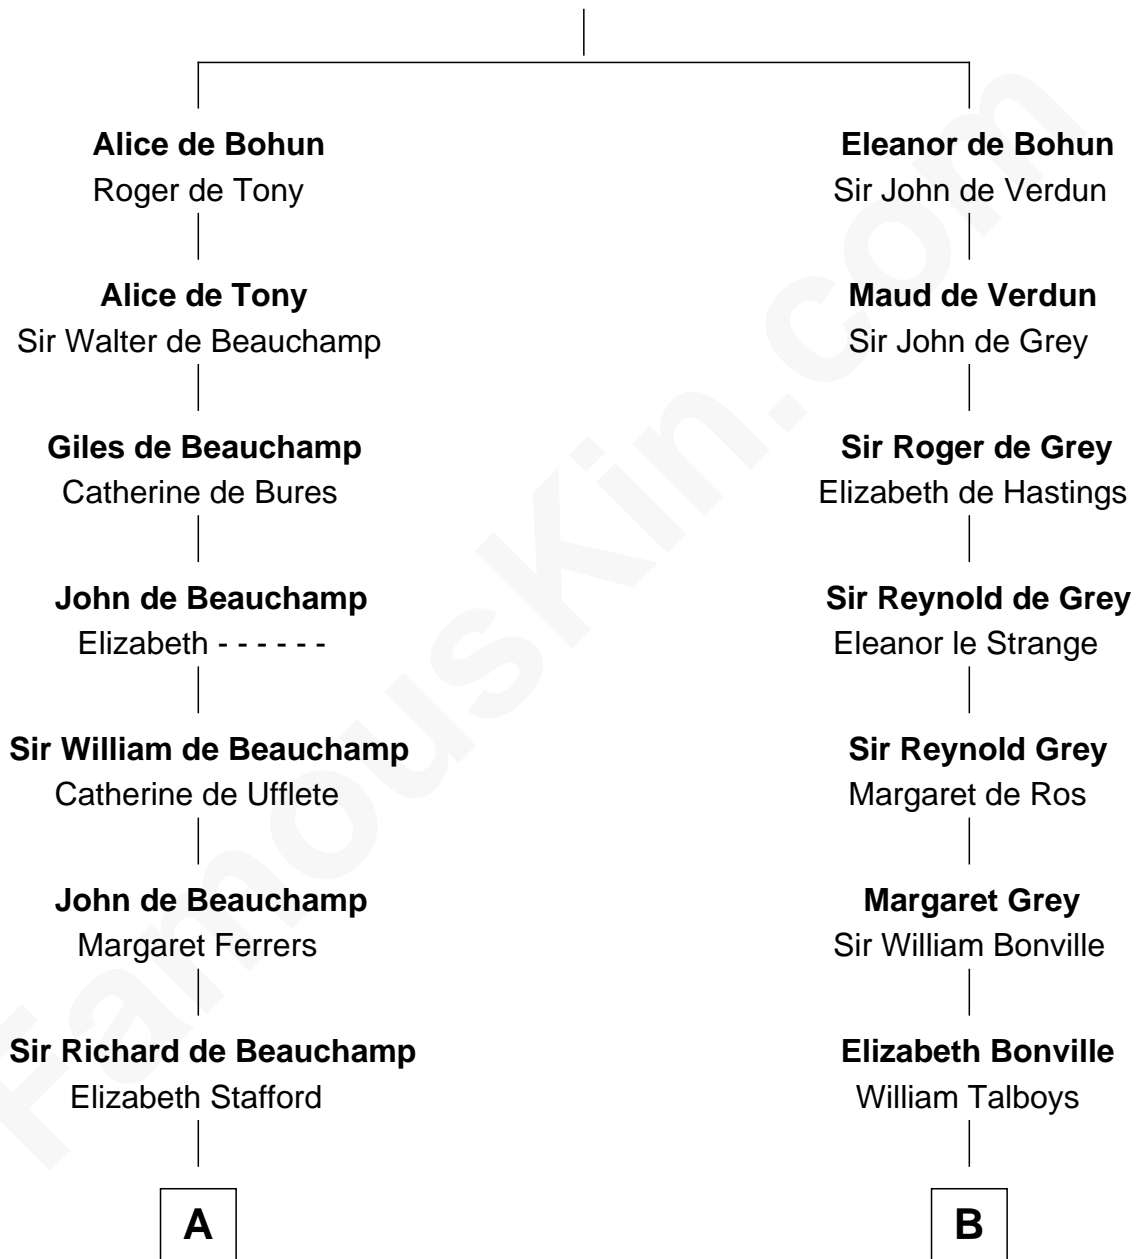 Alice de Bohun
Roger de Tony
Alice de Tony
Sir Walter de Beauchamp
Giles de Beauchamp
Catherine de Bures
John de Beauchamp
Elizabeth - - - - - -
Sir William de Beauchamp
Catherine de Ufflete
John de Beauchamp
Margaret Ferrers
Sir Richard de Beauchamp
Elizabeth Stafford
A
Eleanor de Bohun
Sir John de Verdun
Maud de Verdun
Sir John de Grey
Sir Roger de Grey
Elizabeth de Hastings
Sir Reynold de Grey
Eleanor le Strange
Sir Reynold Grey
Margaret de Ros
Margaret Grey
Sir William Bonville
Elizabeth Bonville
William Talboys
B
FamousKin.com